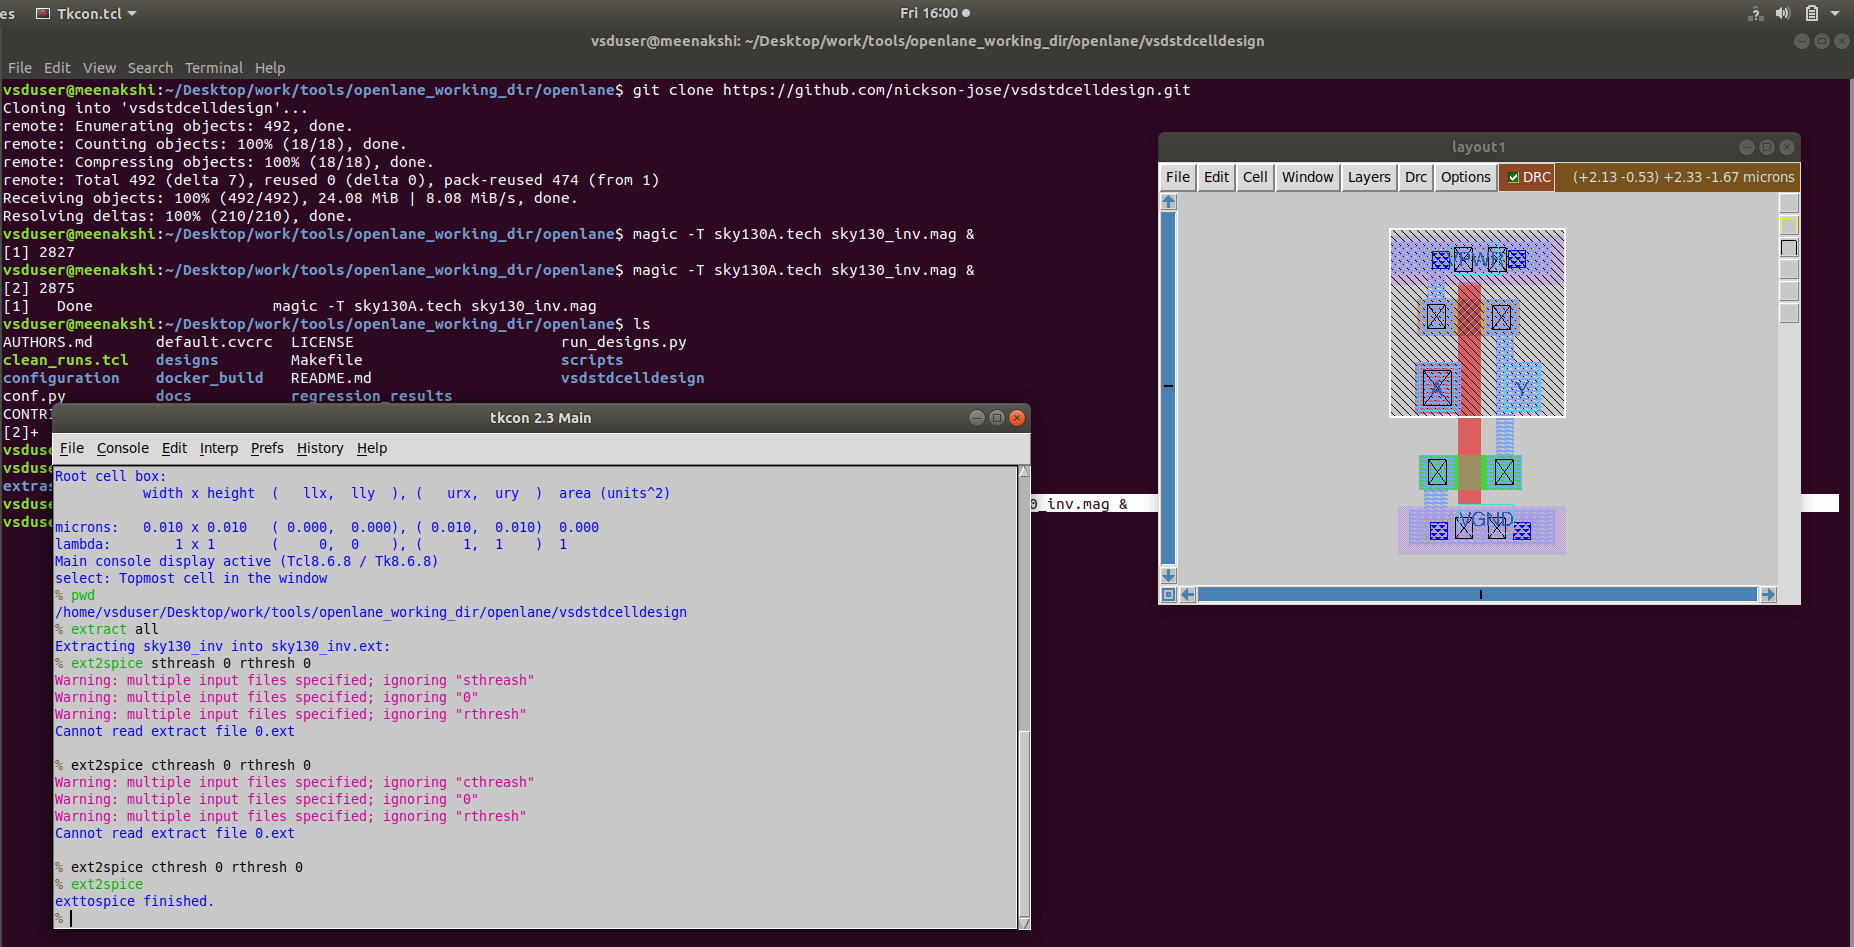 es Tkcon.tcl Fri 16:00
vsduser@meenakshi: ~/Desktop/work/tools/openlane_working_dir/openlane/vsdstdcelldesign
File Edit View Search Terminal Help
vsduser@meenakshi:~/Desktop/work/tools/openlane_working_dir/openlane$ git clone https://github.com/nickson-jose/vsdstdcelldesign.git
Cloning into 'vsdstdcelldesign'...
remote: Enumerating objects: 492, done.
remote: Counting objects: 100% (18/18), done.
remote: Compressing objects: 100% (18/18), done.
remote: Total 492 (delta 7), reused 0 (delta 0), pack-reused 474 (from 1)
Receiving objects: 100% (492/492), 24.08 MiB | 8.08 MiB/s, done.
Resolving deltas: 100% (210/210), done.
vsduser@meenakshi:~/Desktop/work/tools/openlane_working_dir/openlane$ magic -T sky130A.tech sky130_inv.mag &
[1] 2827
vsduser@meenakshi:~/Desktop/work/tools/openlane_working_dir/openlane$ magic -T sky130A.tech sky130_inv.mag &
[2] 2875
[1]   Done                    magic -T sky130A.tech sky130_inv.mag
vsduser@meenakshi:~/Desktop/work/tools/openlane_working_dir/openlane$ ls
AUTHORS.md       default.cvcrc  LICENSE                       run_designs.py
clean_runs.tcl   designs        Makefile                      scripts
configuration    docker_build   README.md                     vsdstdcelldesign
conf.py          docs           regression_results
CONTRI
[2]+
vsduse
vsduse
extras
vsduse 0_inv.mag &
vsduse
tkcon 2.3 Main
File Console Edit Interp Prefs History Help
Root cell box:
           width x height  (   llx,  lly  ), (   urx,  ury  )  area (units^2)
microns:   0.010 x 0.010   ( 0.000,  0.000), ( 0.010,  0.010)  0.000
lambda:        1 x 1       (     0,  0    ), (     1,  1    )  1
Main console display active (Tcl8.6.8 / Tk8.6.8)
select: Topmost cell in the window
% pwd
/home/vsduser/Desktop/work/tools/openlane_working_dir/openlane/vsdstdcelldesign
% extract all
Extracting sky130_inv into sky130_inv.ext:
% ext2spice sthreash 0 rthresh 0
Warning: multiple input files specified; ignoring "sthreash"
Warning: multiple input files specified; ignoring "0"
Warning: multiple input files specified; ignoring "rthresh"
Cannot read extract file 0.ext
% ext2spice cthreash 0 rthresh 0
Warning: multiple input files specified; ignoring "cthreash"
Warning: multiple input files specified; ignoring "0"
Warning: multiple input files specified; ignoring "rthresh"
Cannot read extract file 0.ext
% ext2spice cthresh 0 rthresh 0
% ext2spice
exttospice finished.
%
layout1
File Edit Cell Window Layers Drc Options DRC (+2.13 -0.53) +2.33 -1.67 microns
VPWR
A Y
VGND